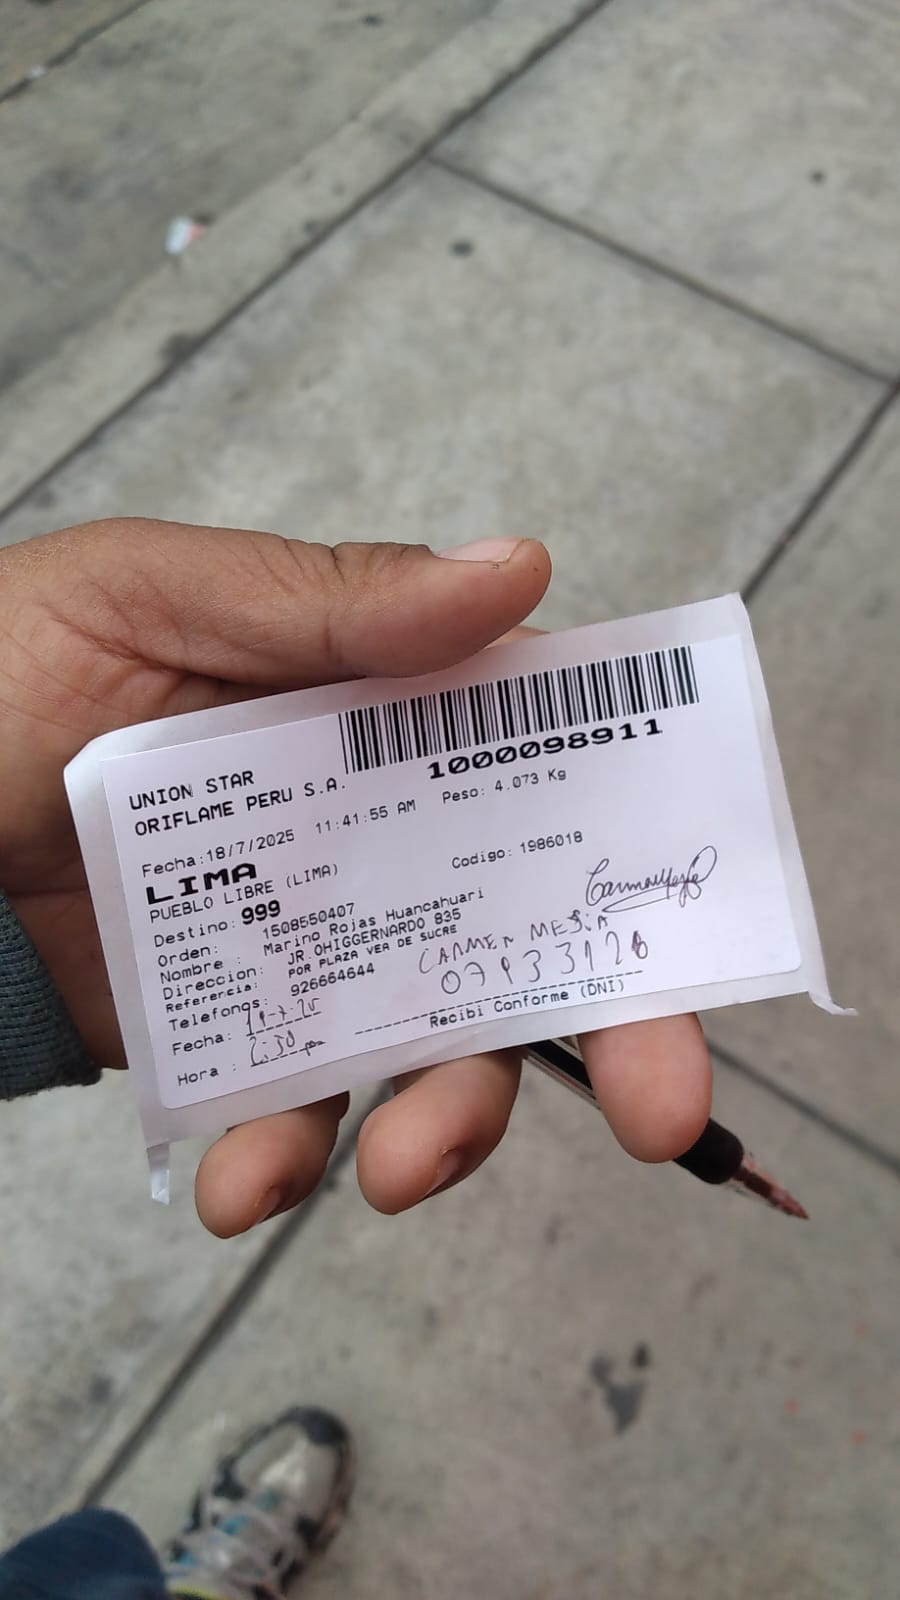 1000098911
UNION STAR
ORIFLAME PERU S.A.
Fecha:18/7/2025 11:41:55 AM Peso: 4.073 Kg
LIMA
PUEBLO LIBRE (LIMA) Codigo: 1986018
Destino: 999
Orden: 1508550407
Nombre : Marino Rojas Huancahuari
Direccion: JR.OHIGGERNARDO 835
Referencia: POR PLAZA VEA DE SUCRE
Telefonos: 926664644
CARMEN MESIA
Fecha:
Hora :
Recibi Conforme (DNI)